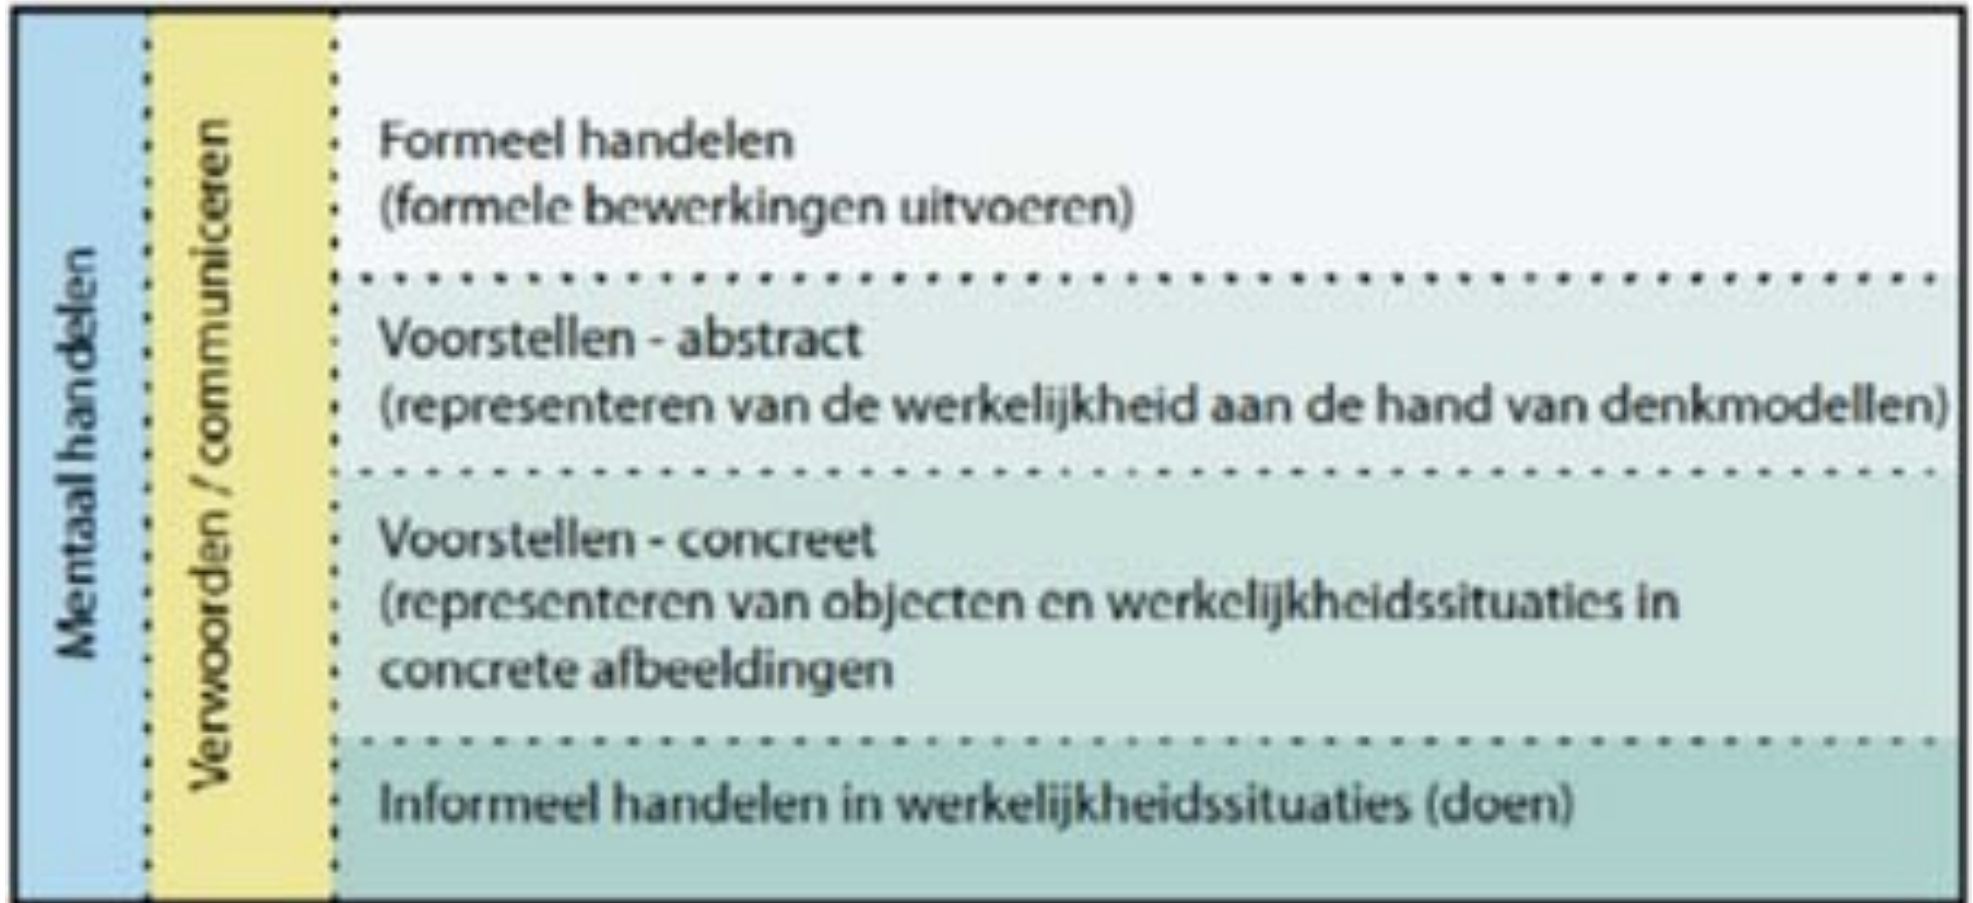 Mentaal handelen
Verwoorden / communiceren
Formeel handelen
(formele bewerkingen uitvoeren)
Voorstellen - abstract
(representeren van de werkelijkheid aan de hand van denkmodellen)
Voorstellen - concreet
(representeren van objecten en werkelijkheidssituaties in
concrete afbeeldingen
Informeel handelen in werkelijkheidssituaties (doen)